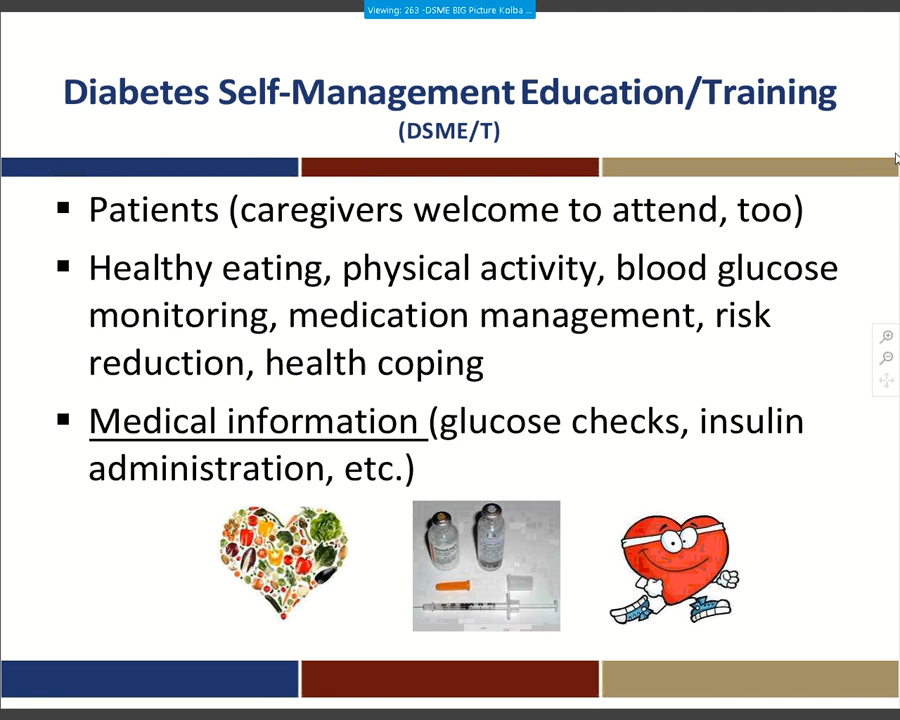 Viewing: 263 -DSME BIG Picture Kolba ...
Diabetes Self-Management Education/Training
(DSME/T)
▪ Patients (caregivers welcome to attend, too)
▪ Healthy eating, physical activity, blood glucose
monitoring, medication management, risk
reduction, health coping
▪ Medical information (glucose checks, insulin
administration, etc.)